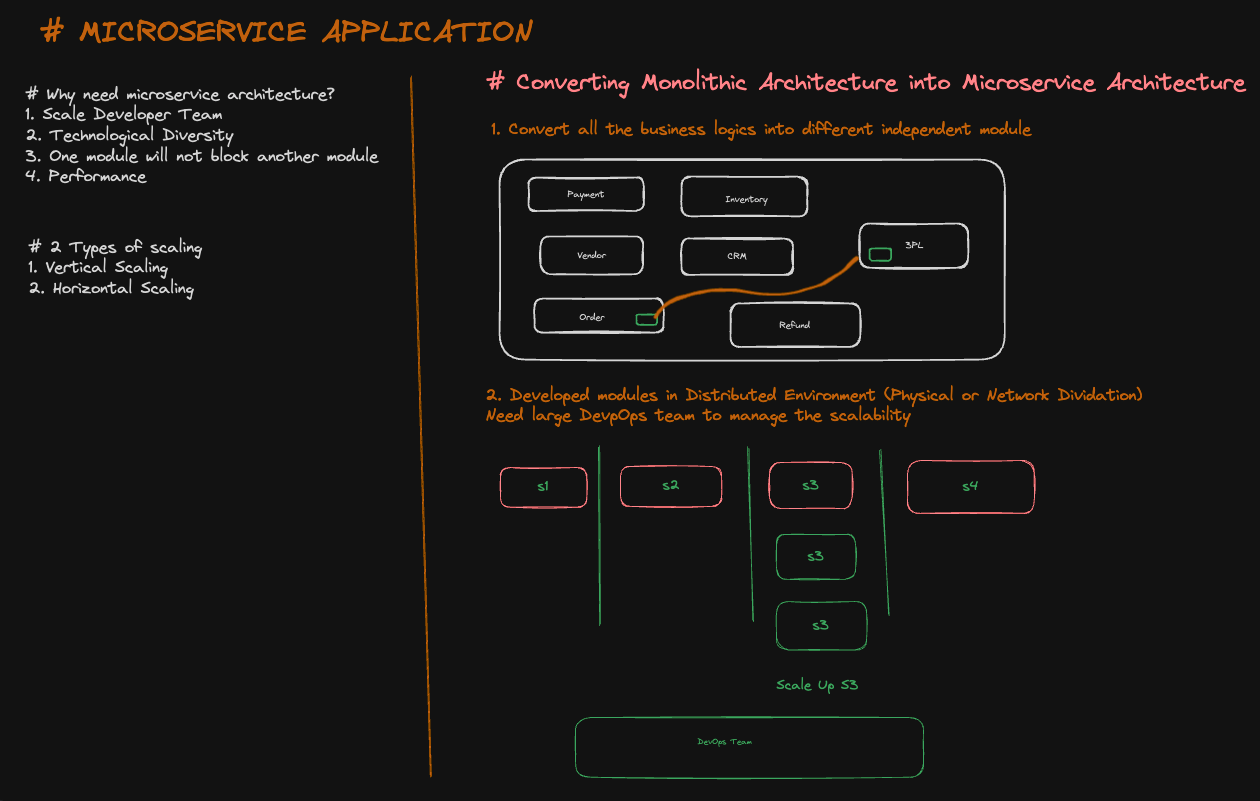 # MICROSERVICE APPLICATION
# Why need microservice architecture?
1. Scale Developer Team
2. Technological Diversity
3. One module will not block another module
4. Performance
# 2 Types of scaling
1. Vertical Scaling
2. Horizontal Scaling
# Converting Monolithic Architecture into Microservice Architecture
1. Convert all the business logics into different independent module
Payment
Inventory
3PL
Vendor
CRM
Order
Refund
2. Developed modules in Distributed Environment (Physical or Network Dividation)
Need large DevpOps team to manage the scalability
s1
s2
s3
s4
s3
s3
Scale Up S3
DevOps Team